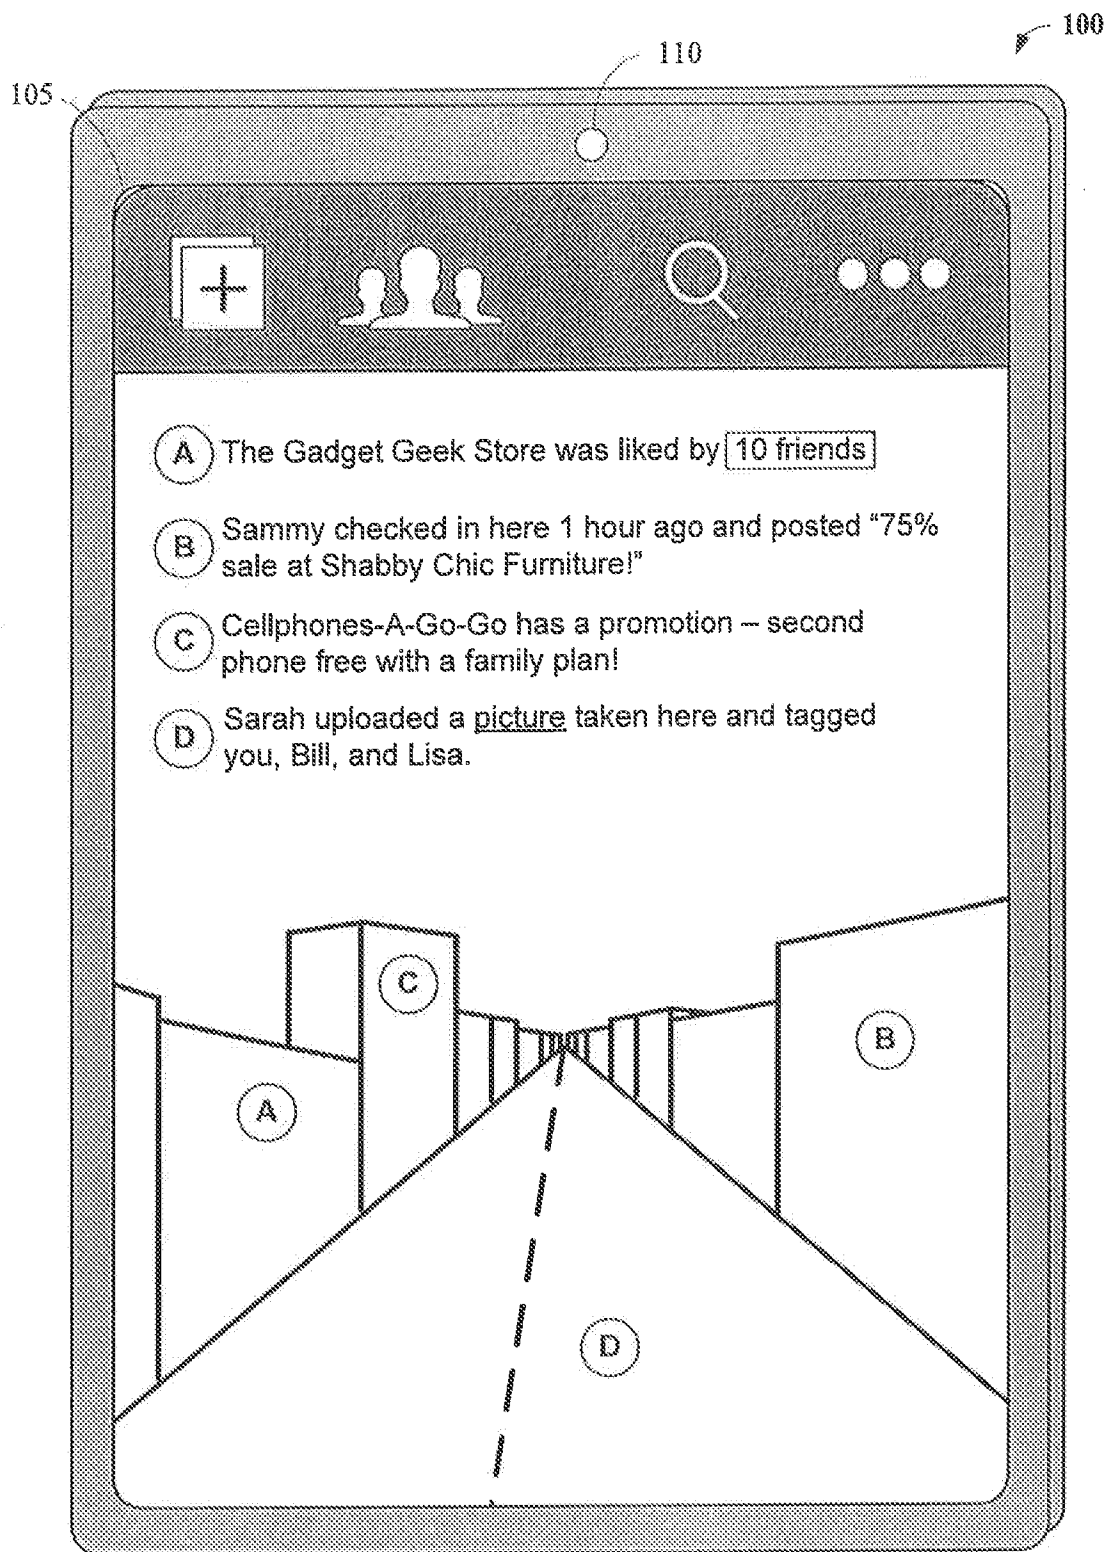 100
110
105
A The Gadget Geek Store was liked by 10 friends
B Sammy checked in here 1 hour ago and posted “75%
sale at Shabby Chic Furniture!”
C Cellphones-A-Go-Go has a promotion – second
phone free with a family plan!
D Sarah uploaded a picture taken here and tagged
you, Bill, and Lisa.
C
B
A
D